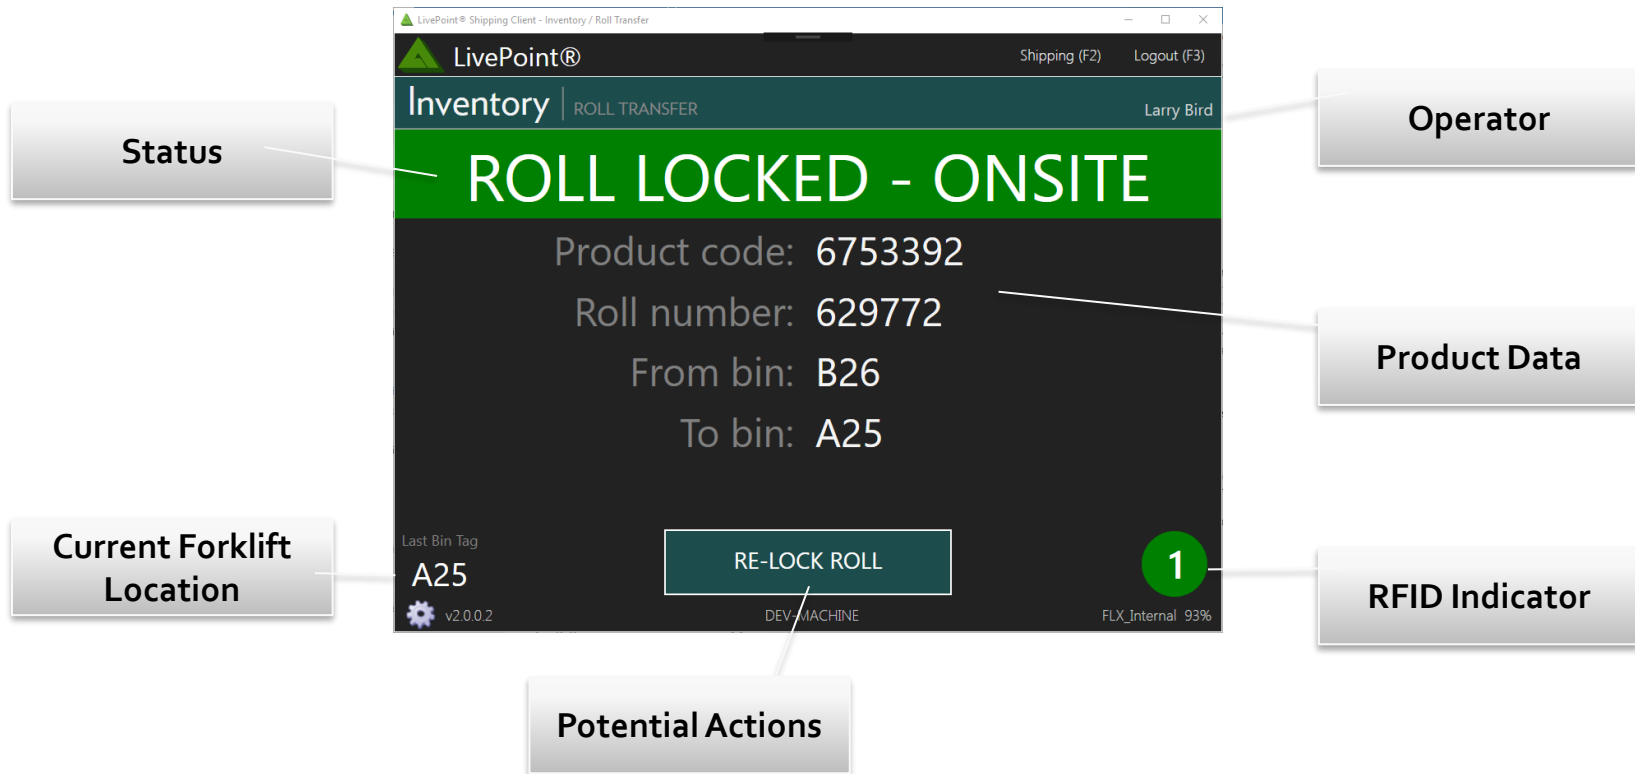 LivePoint® Shipping Client - Inventory / Roll Transfer
LivePoint®
Shipping (F2) Logout (F3)
Inventory | ROLL TRANSFER
Larry Bird
ROLL LOCKED - ONSITE
Product code: 6753392
Roll number: 629772
From bin: B26
To bin: A25
Last Bin Tag
A25
RE-LOCK ROLL
1
v2.0.0.2
DEV-MACHINE
FLX_Internal 93%
Status
Operator
Product Data
Current Forklift
Location
RFID Indicator
Potential Actions